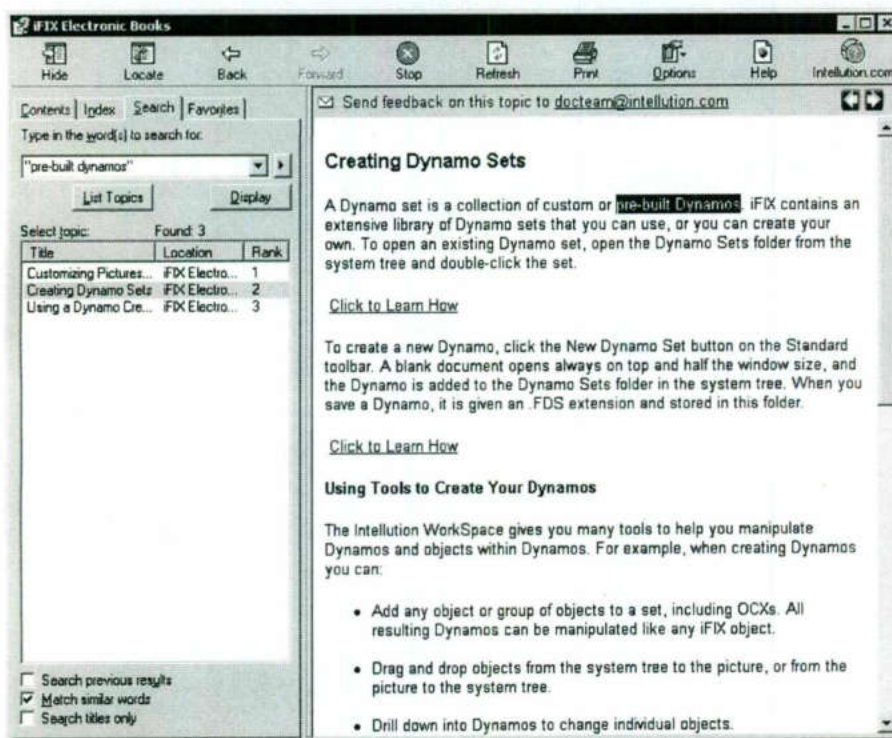 iFIX Electronic Books
Hide Locate Back Forward Stop Refresh Print Options Help Intellution.com
Contents Index Search Favorites
Type in the word(s) to search for:
"pre-built dynamos"
List Topics Display
Select topic: Found: 3
Title Location Rank
Customizing Pictures... iFIX Electro... 1
Creating Dynamo Sets iFIX Electro... 2
Using a Dynamo Cre... iFIX Electro... 3
Search previous results
Match similar words
Search titles only
Send feedback on this topic to docteam@intellution.com
Creating Dynamo Sets
A Dynamo set is a collection of custom or pre-built Dynamos. iFIX contains an
extensive library of Dynamo sets that you can use, or you can create your
own. To open an existing Dynamo set, open the Dynamo Sets folder from the
system tree and double-click the set.
Click to Learn How
To create a new Dynamo, click the New Dynamo Set button on the Standard
toolbar. A blank document opens always on top and half the window size, and
the Dynamo is added to the Dynamo Sets folder in the system tree. When you
save a Dynamo, it is given an .FDS extension and stored in this folder.
Click to Learn How
Using Tools to Create Your Dynamos
The Intellution WorkSpace gives you many tools to help you manipulate
Dynamos and objects within Dynamos. For example, when creating Dynamos
you can:
• Add any object or group of objects to a set, including OCXs. All
resulting Dynamos can be manipulated like any iFIX object.
• Drag and drop objects from the system tree to the picture, or from the
picture to the system tree.
• Drill down into Dynamos to change individual objects.